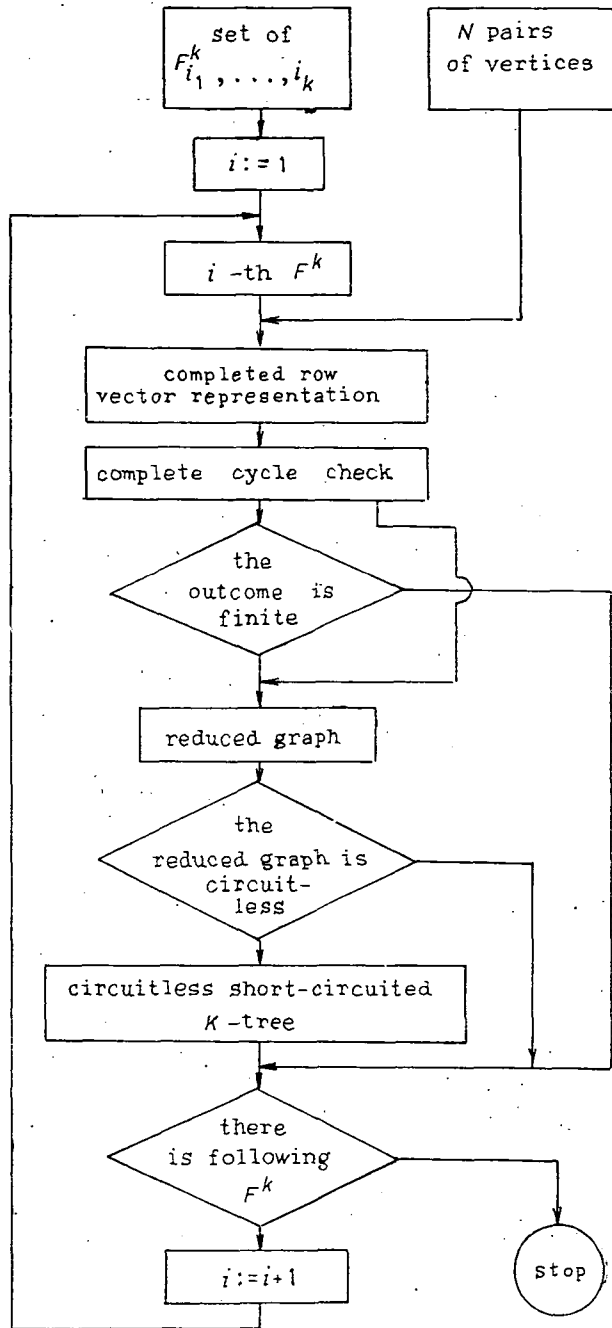 set of
F^k_{i_1}, ..., i_k
N pairs
of vertices
i:=1
i-th F^k
completed row
vector representation
complete cycle check
the
outcome is
finite
reduced graph
the
reduced graph is
circuit-
less
circuitless short-circuited
K-tree
there
is following
F^k
i:=i+1
stop